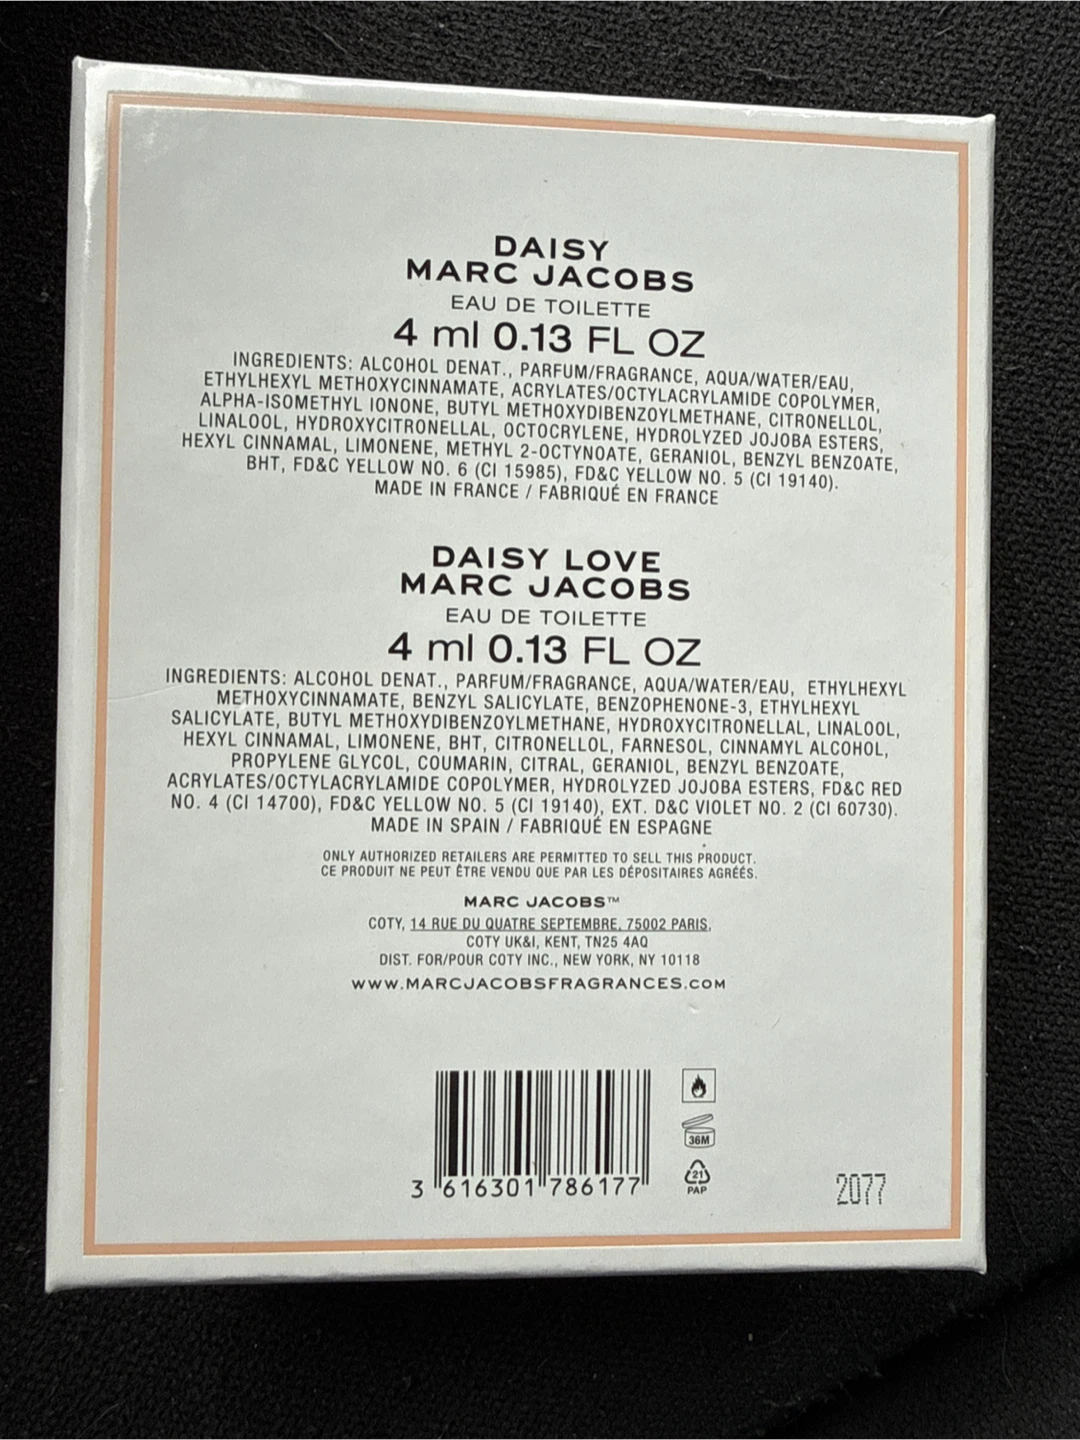 DAISY
MARC JACOBS
EAU DE TOILETTE
4 ml 0.13 FL OZ
INGREDIENTS: ALCOHOL DENAT., PARFUM/FRAGRANCE, AQUA/WATER/EAU,
ETHYLHEXYL METHOXYCINNAMATE, ACRYLATES/OCTYLACRYLAMIDE COPOLYMER,
ALPHA-ISOMETHYL IONONE, BUTYL METHOXYDIBENZOYLMETHANE, CITRONELLOL,
LINALOOL, HYDROXYCITRONELLAL, OCTOCRYLENE, HYDROLYZED JOJOBA ESTERS,
HEXYL CINNAMAL, LIMONENE, METHYL 2-OCTYNOATE, GERANIOL, BENZYL BENZOATE,
BHT, FD&C YELLOW NO. 6 (CI 15985), FD&C YELLOW NO. 5 (CI 19140).
MADE IN FRANCE / FABRIQUÉ EN FRANCE
DAISY LOVE
MARC JACOBS
EAU DE TOILETTE
4 ml 0.13 FL OZ
INGREDIENTS: ALCOHOL DENAT., PARFUM/FRAGRANCE, AQUA/WATER/EAU, ETHYLHEXYL
METHOXYCINNAMATE, BENZYL SALICYLATE, BENZOPHENONE-3, ETHYLHEXYL
SALICYLATE, BUTYL METHOXYDIBENZOYLMETHANE, HYDROXYCITRONELLAL, LINALOOL,
HEXYL CINNAMAL, LIMONENE, BHT, CITRONELLOL, FARNESOL, CINNAMYL ALCOHOL,
PROPYLENE GLYCOL, COUMARIN, CITRAL, GERANIOL, BENZYL BENZOATE,
ACRYLATES/OCTYLACRYLAMIDE COPOLYMER, HYDROLYZED JOJOBA ESTERS, FD&C RED
NO. 4 (CI 14700), FD&C YELLOW NO. 5 (CI 19140), EXT. D&C VIOLET NO. 2 (CI 60730).
MADE IN SPAIN / FABRIQUÉ EN ESPAGNE
ONLY AUTHORIZED RETAILERS ARE PERMITTED TO SELL THIS PRODUCT.
CE PRODUIT NE PEUT ÊTRE VENDU QUE PAR LES DÉPOSITAIRES AGRÉÉS.
MARC JACOBS™
COTY, 14 RUE DU QUATRE SEPTEMBRE, 75002 PARIS,
COTY UK&I, KENT, TN25 4AQ
DIST. FOR/POUR COTY INC., NEW YORK, NY 10118
WWW.MARCJACOBSFRAGRANCES.COM
36M
21
PAP
3 616301 786177
2077